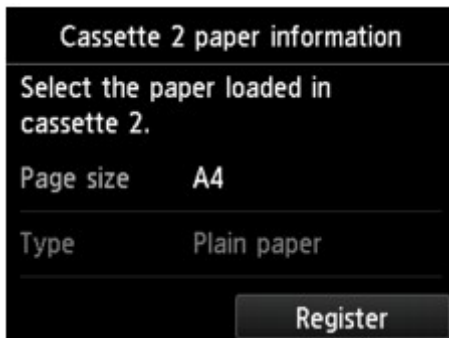 Cassette 2 paper information
Select the paper loaded in
cassette 2.
Page size A4
Type Plain paper
Register